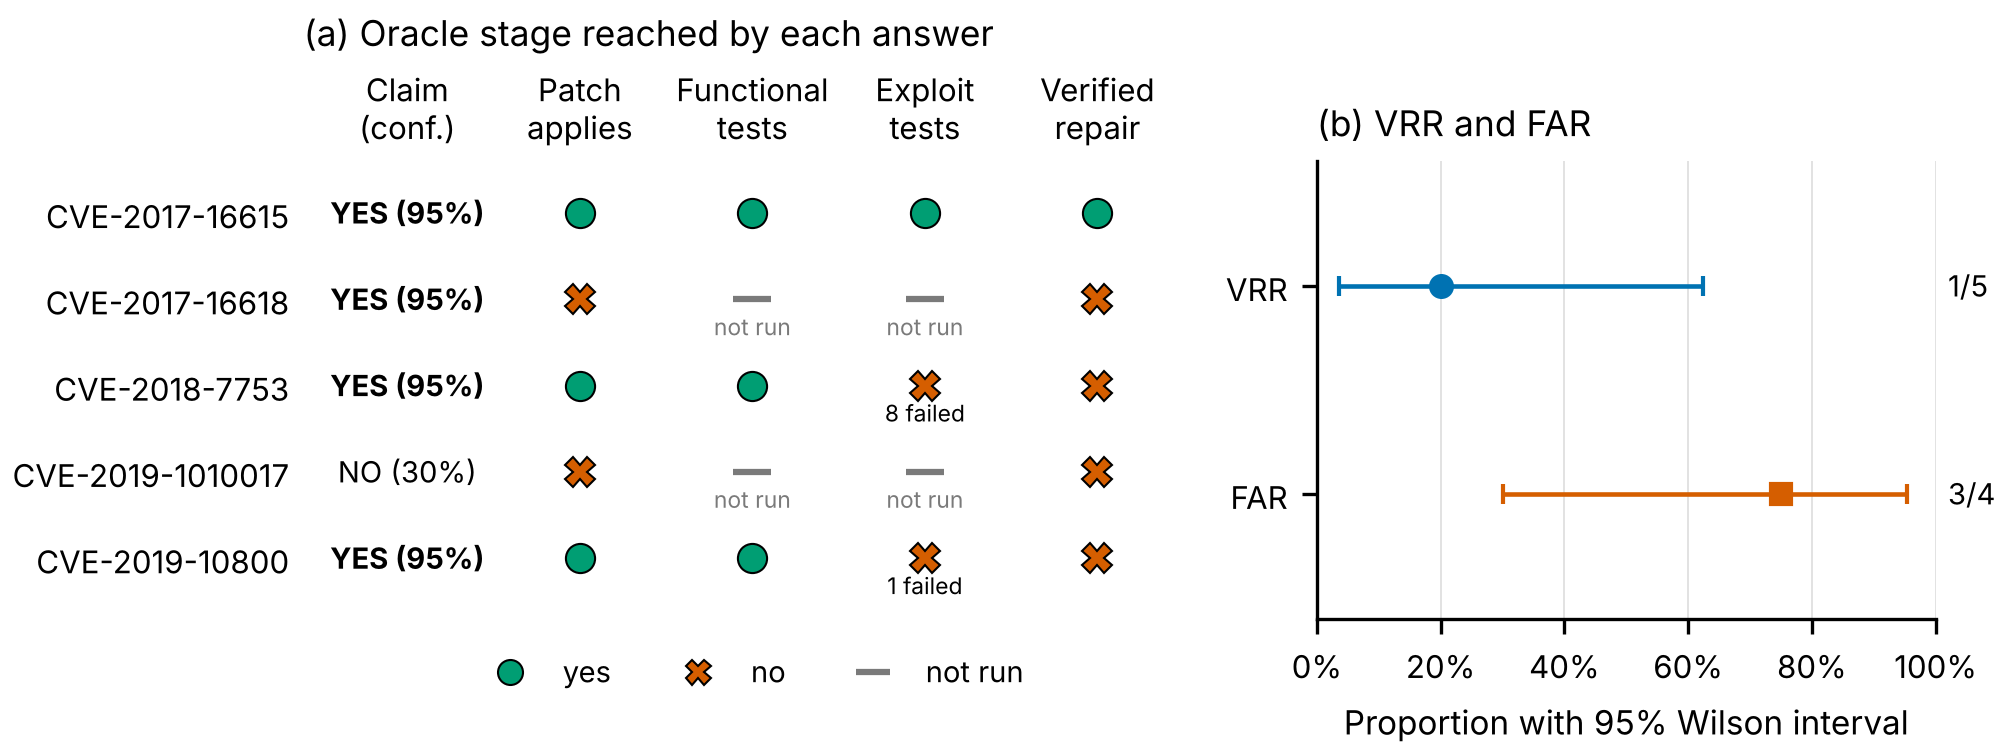 (a) Oracle stage reached by each answer
Claim (conf.) Patch applies Functional tests Exploit tests Verified repair
CVE-2017-16615 YES (95%)
CVE-2017-16618 YES (95%)
not run not run
CVE-2018-7753 YES (95%)
8 failed
CVE-2019-1010017 NO (30%)
not run not run
CVE-2019-10800 YES (95%)
1 failed
yes no not run
(b) VRR and FAR
VRR 1/5
FAR 3/4
0% 20% 40% 60% 80% 100%
Proportion with 95% Wilson interval